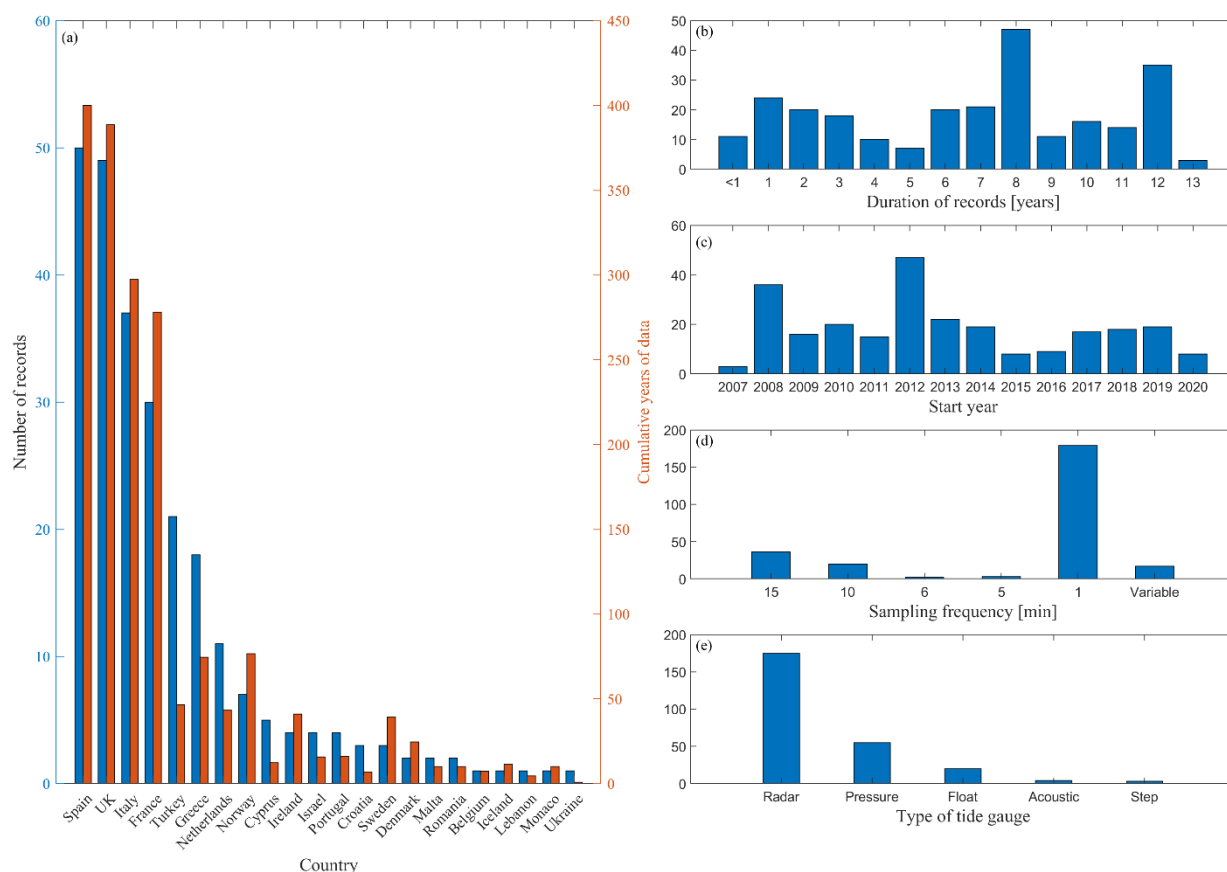 (a)
60
50
40
30
20
10
0
Number of records
450
400
350
300
250
200
150
100
50
0
Cumulative years of data
Spain
UK
Italy
France
Turkey
Greece
Netherlands
Norway
Cyprus
Ireland
Israel
Portugal
Croatia
Sweden
Denmark
Malta
Romania
Belgium
Iceland
Lebanon
Monaco
Ukraine
Country
(b)
50
40
30
20
10
0
<1 1 2 3 4 5 6 7 8 9 10 11 12 13
Duration of records [years]
(c)
60
40
20
0
2007 2008 2009 2010 2011 2012 2013 2014 2015 2016 2017 2018 2019 2020
Start year
(d)
200
150
100
50
0
15 10 6 5 1 Variable
Sampling frequency [min]
(e)
200
150
100
50
0
Radar Pressure Float Acoustic Step
Type of tide gauge